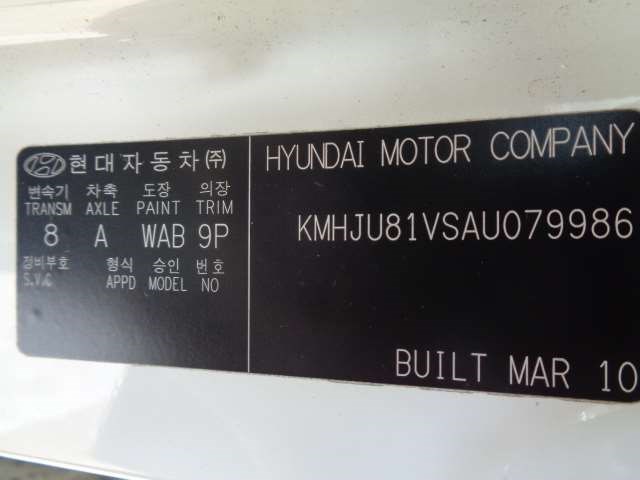 현대자동차㈜
변속기 차축 도장 의장
TRANSM AXLE PAINT TRIM
8 A WAB 9P
정비부호 형식 승인 번호
S.V.C APPD MODEL NO
HYUNDAI MOTOR COMPANY
KMHJU81VSAU079986
BUILT MAR 10